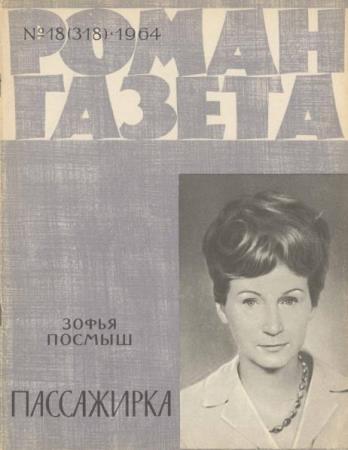 №18(318)·1964
РОМАН
ГАЗЕТА
ЗОФЬЯ
ПОСМЫШ
ПАССАЖИРКА